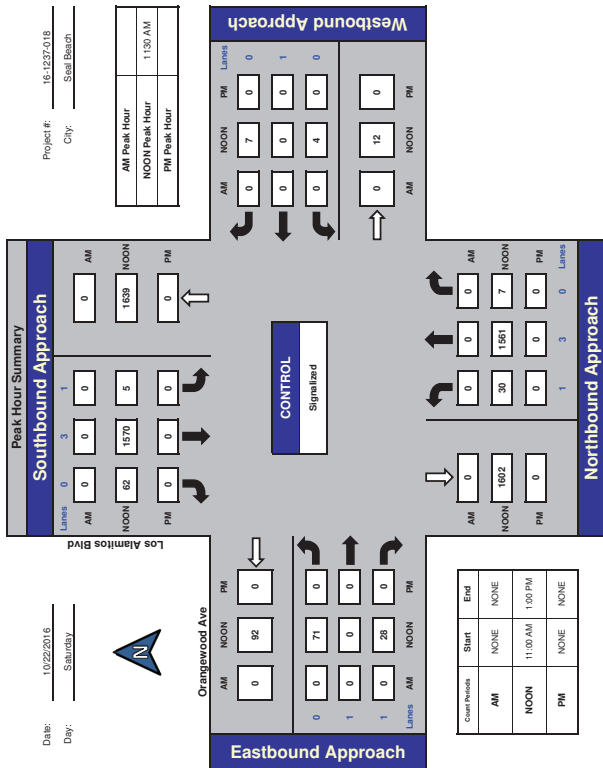 Peak Hour Summary
Southbound Approach
Date: 10/22/2016
Day: Saturday
N
Project #: 16-1237-018
City: Seal Beach
AM Peak Hour
NOON Peak Hour 1130 AM
PM Peak Hour
Los Alamitos Blvd
Lanes 0 3 1
AM 0 0 0 0 AM
NOON 62 1570 5 1639 NOON
PM 0 0 0 0 PM
Orangewood Ave
Eastbound Approach
AM NOON PM
0 92 0
0 0 71 0
1 0 0 0
1 0 28 0
Lanes AM NOON PM
CONTROL
Signalized
Westbound Approach
AM NOON PM Lanes
0 7 0 0
0 0 0 1
0 4 0 0
0 12 0
AM NOON PM
Count Periods Start End
AM NONE NONE
NOON 11:00 AM 1:00 PM
PM NONE NONE
AM 0 0 0 0 AM
NOON 1602 30 1561 7 NOON
PM 0 0 0 0 PM
1 3 0 Lanes
Northbound Approach